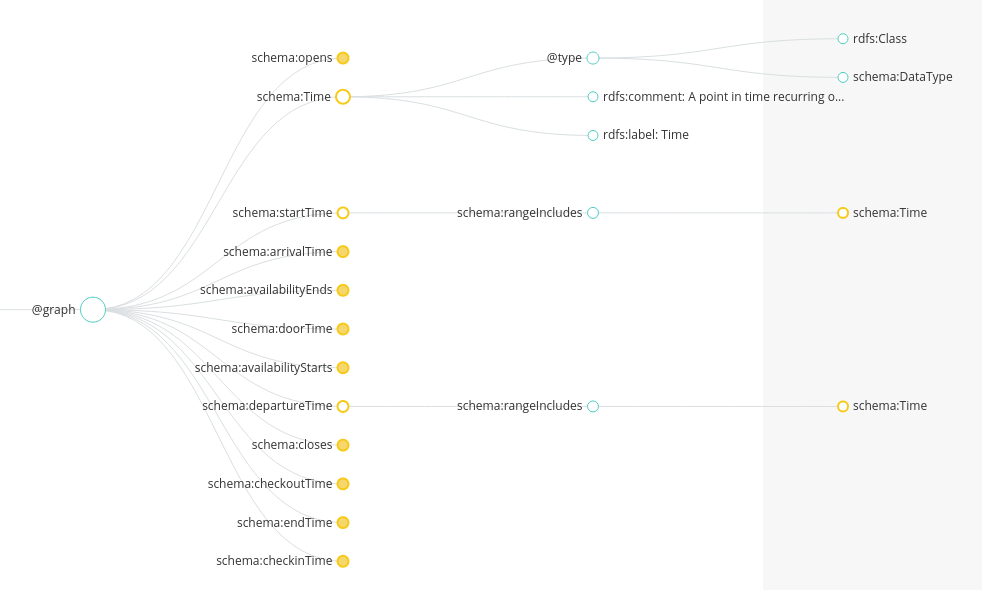 schema:opens
schema:Time
@type
rdfs:Class
schema:DataType
rdfs:comment: A point in time recurring o...
rdfs:label: Time
schema:startTime
schema:rangeIncludes
schema:Time
schema:arrivalTime
schema:availabilityEnds
@graph
schema:doorTime
schema:availabilityStarts
schema:departureTime
schema:rangeIncludes
schema:Time
schema:closes
schema:checkoutTime
schema:endTime
schema:checkinTime